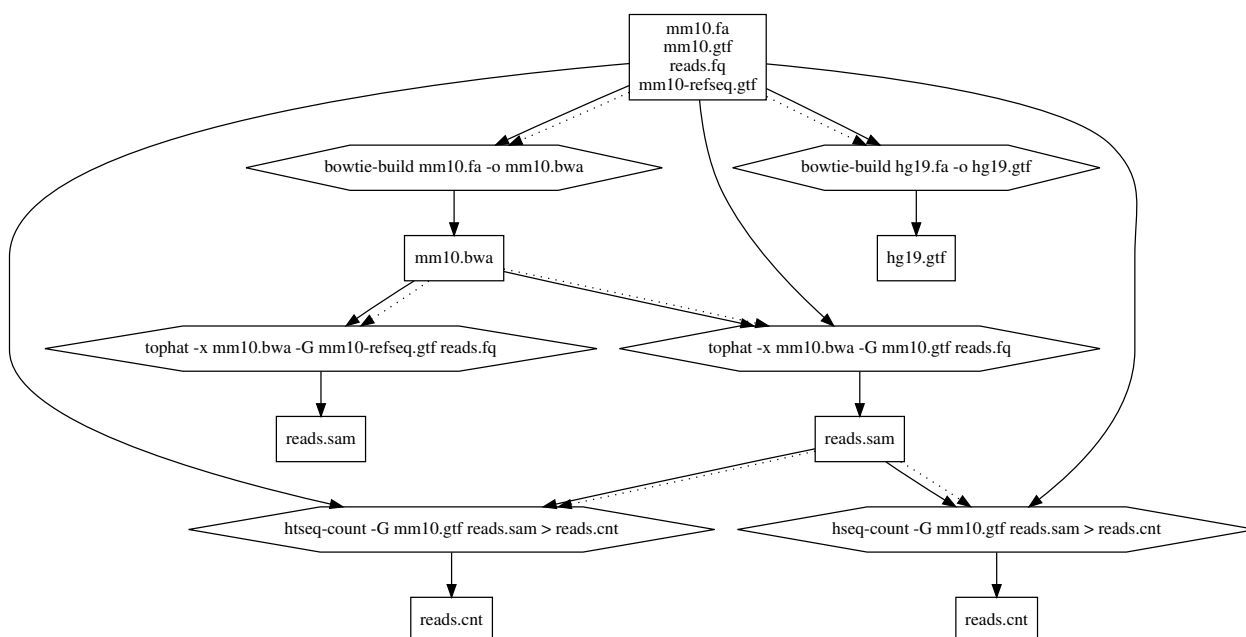 mm10.fa
mm10.gtf
reads.fq
mm10-refseq.gtf
bowtie-build mm10.fa -o mm10.bwa
bowtie-build hg19.fa -o hg19.gtf
mm10.bwa
hg19.gtf
tophat -x mm10.bwa -G mm10-refseq.gtf reads.fq
tophat -x mm10.bwa -G mm10.gtf reads.fq
reads.sam
reads.sam
htseq-count -G mm10.gtf reads.sam > reads.cnt
hseq-count -G mm10.gtf reads.sam > reads.cnt
reads.cnt
reads.cnt